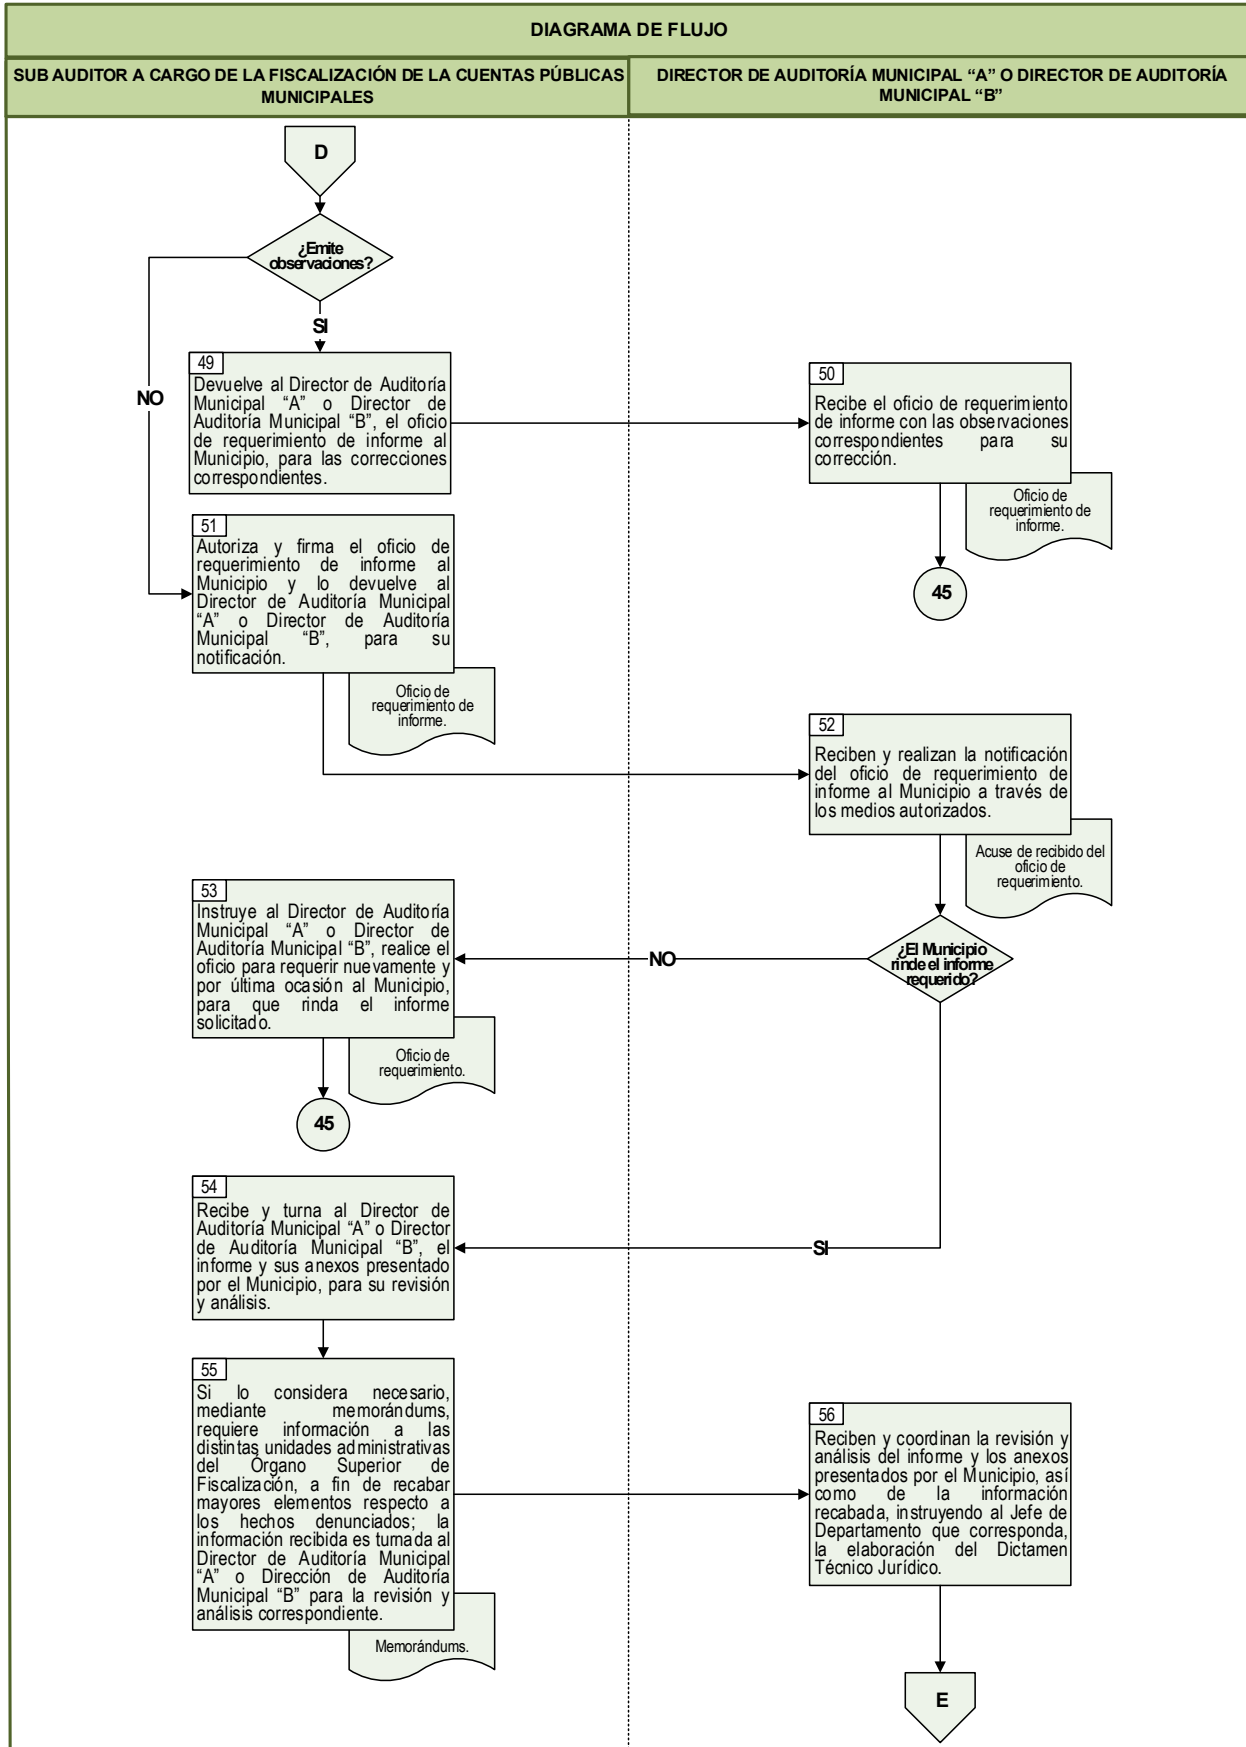 DIAGRAMA DE FLUJO
SUB AUDITOR A CARGO DE LA FISCALIZACIÓN DE LA CUENTAS PÚBLICAS
MUNICIPALES
DIRECTOR DE AUDITORÍA MUNICIPAL “A” O DIRECTOR DE AUDITORÍA
MUNICIPAL “B”
D
¿Emite
observaciones?
SI
NO
49
Devuelve al Director de Auditoría
Municipal “A” o Director de
Auditoría Municipal “B”, el oficio
de requerimiento de informe al
Municipio, para las correcciones
correspondientes.
50
Recibe el oficio de requerimiento
de informe con las observaciones
correspondientes para su
corrección.
Oficio de
requerimiento de
informe.
45
51
Autoriza y firma el oficio de
requerimiento de informe al
Municipio y lo devuelve al
Director de Auditoría Municipal
“A” o Director de Auditoría
Municipal “B”, para su
notificación.
Oficio de
requerimiento de
informe.
52
Reciben y realizan la notificación
del oficio de requerimiento de
informe al Municipio a través de
los medios autorizados.
Acuse de recibido del
oficio de
requerimiento.
¿El Municipio
rinde el informe
requerido?
NO
53
Instruye al Director de Auditoría
Municipal “A” o Director de
Auditoría Municipal “B”, realice el
oficio para requerir nuevamente y
por última ocasión al Municipio,
para que rinda el informe
solicitado.
Oficio de
requerimiento.
45
SI
54
Recibe y turna al Director de
Auditoría Municipal “A” o Director
de Auditoría Municipal “B”, el
informe y sus anexos presentado
por el Municipio, para su revisión
y análisis.
55
Si lo considera necesario,
mediante memorándums,
requiere información a las
distintas unidades administrativas
del Órgano Superior de
Fiscalización, a fin de recabar
mayores elementos respecto a
los hechos denunciados; la
información recibida es turnada al
Director de Auditoría Municipal
“A” o Dirección de Auditoría
Municipal “B” para la revisión y
análisis correspondiente.
Memorándums.
56
Reciben y coordinan la revisión y
análisis del informe y los anexos
presentados por el Municipio, así
como de la información
recabada, instruyendo al Jefe de
Departamento que corresponda,
la elaboración del Dictamen
Técnico Jurídico.
E